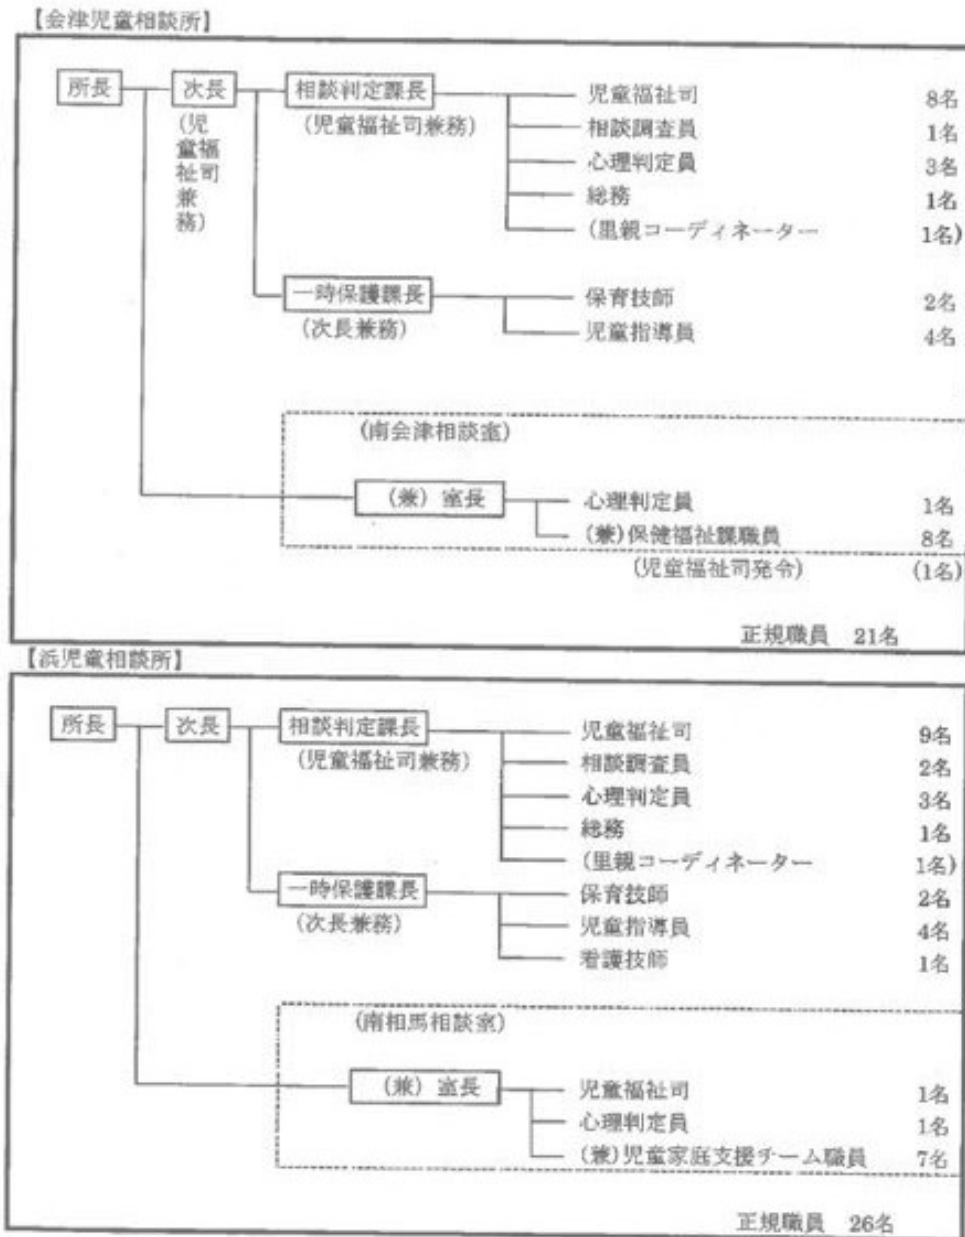 【会津児童相談所】
所長 次長 相談判定課長 児童福祉司 8名
(児童福祉司兼務) (児童福祉司兼務) 相談調査員 1名
心理判定員 3名
総務 1名
(里親コーディネーター 1名)
一時保護課長 保育技師 2名
(次長兼務) 児童指導員 4名
(南会津相談室)
(兼) 室長 心理判定員 1名
(兼)保健福祉課職員 8名
(児童福祉司発令) (1名)
正規職員 21名
【浜児童相談所】
所長 次長 相談判定課長 児童福祉司 9名
(児童福祉司兼務) 相談調査員 2名
心理判定員 3名
総務 1名
(里親コーディネーター 1名)
一時保護課長 保育技師 2名
(次長兼務) 児童指導員 4名
看護技師 1名
(南相馬相談室)
(兼) 室長 児童福祉司 1名
心理判定員 1名
(兼)児童家庭支援チーム職員 7名
正規職員 26名